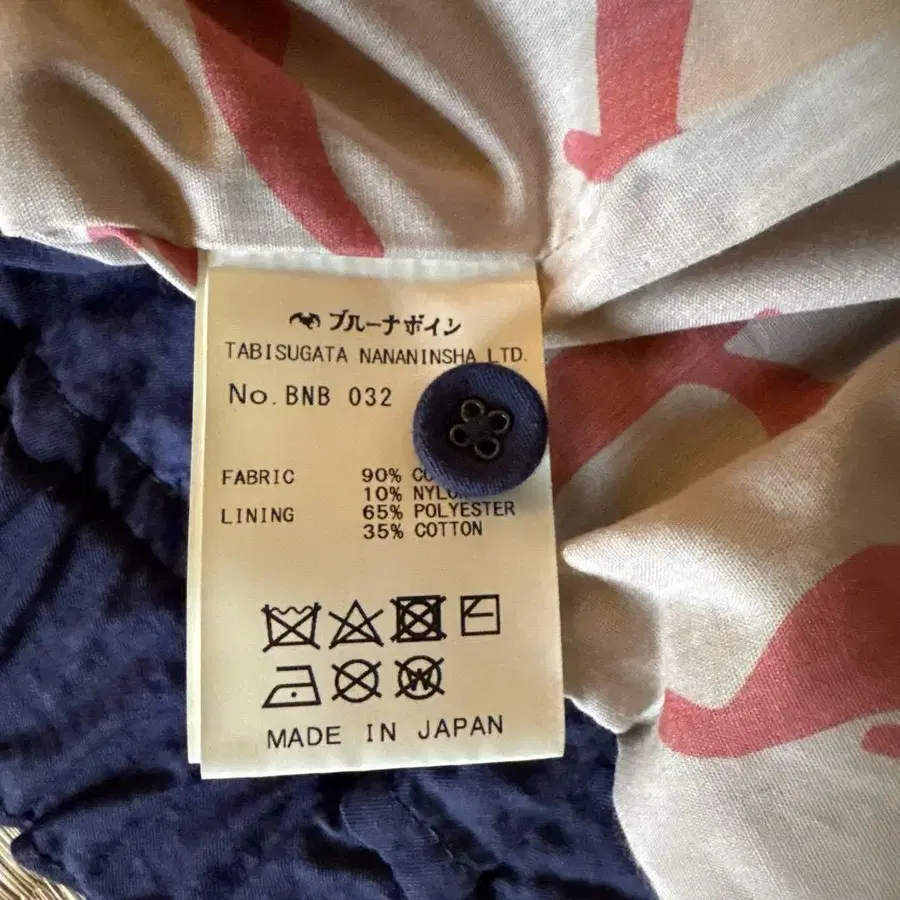 ブルーナボイン
TABISUGATA NANANINSHA LTD.
No. BNB 032
FABRIC 90%
10%
LINING 65% POLYESTER
35% COTTON
W
MADE IN JAPAN